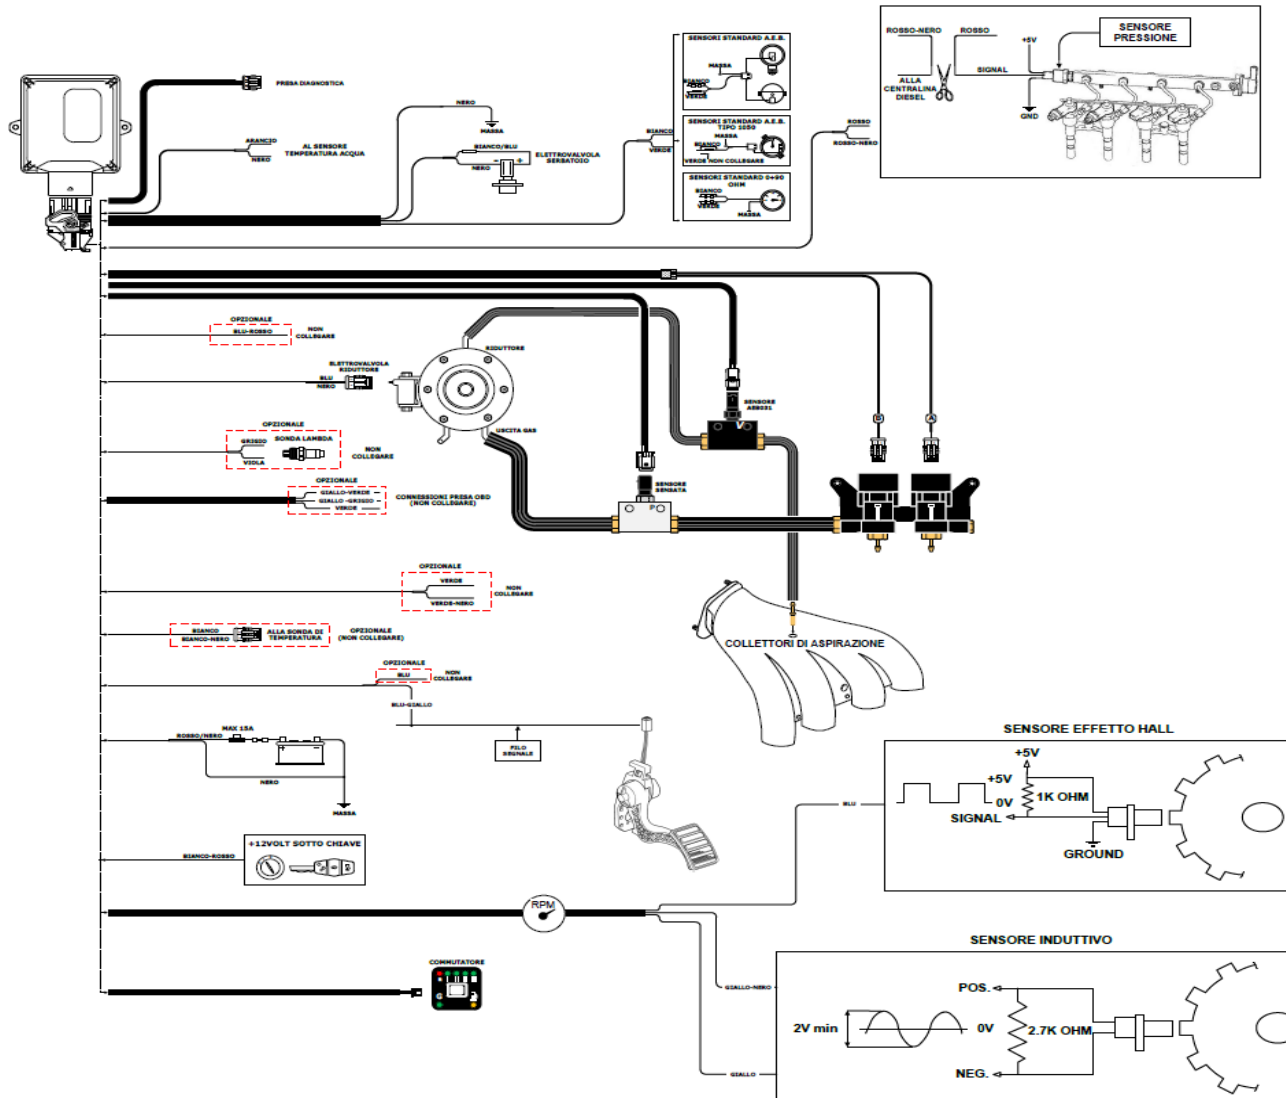 PRESA DIAGNOSTICA
ARANCIO
NERO
AL SENSORE
TEMPERATURA ACQUA
NERO
MASSA
BIANCO/BLU
- +
NERO
ELETTROVALVOLA
SERBATOIO
BIANCO
VERDE
SENSORI STANDARD A.E.B.
MASSA
BIANCO
VERDE
SENSORI STANDARD A.E.B.
TIPO 1050
MASSA
BIANCO
VERDE NON COLLEGARE
SENSORI STANDARD 0÷90
OHM
BIANCO
VERDE
MASSA
ROSSO
ROSSO-NERO
ROSSO-NERO
ROSSO
ALLA
CENTRALINA
DIESEL
SIGNAL
+5V
GND
SENSORE
PRESSIONE
OPZIONALE
BLU-ROSSO
NON
COLLEGARE
RIDUTTORE
ELETTROVALVOLA
RIDUTTORE
BLU
NERO
USCITA GAS
SENSORE
AEB021
V
B
A
OPZIONALE
GRIGIO
VIOLA
SONDA LAMBDA
NON
COLLEGARE
OPZIONALE
GIALLO-VERDE
GIALLO -GRIGIO
VERDE
CONNESSIONI PRESA OBD
(NON COLLEGARE)
SENSORE
SENSATA
P
OPZIONALE
VERDE
VERDE-NERO
NON
COLLEGARE
BIANCO
BIANCO-NERO
ALLA SONDA DI
TEMPERATURA
OPZIONALE
(NON COLLEGARE)
COLLETTORI DI ASPIRAZIONE
OPZIONALE
BLU
NON
COLLEGARE
BLU-GIALLO
FILO
SEGNALE
ROSSO/NERO
MAX 15A
+ -
NERO
MASSA
+12VOLT SOTTO CHIAVE
BIANCO-ROSSO
RPM
BLU
GIALLO-NERO
GIALLO
COMMUTATORE
SENSORE EFFETTO HALL
+5V
+5V
0V
1K OHM
SIGNAL
GROUND
SENSORE INDUTTIVO
POS.
2V min
0V
2.7K OHM
NEG.